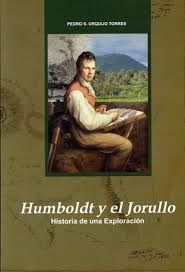 PEDRO S. URQUIJO TORRES
Humboldt y el Jorullo
Historia de una Exploración